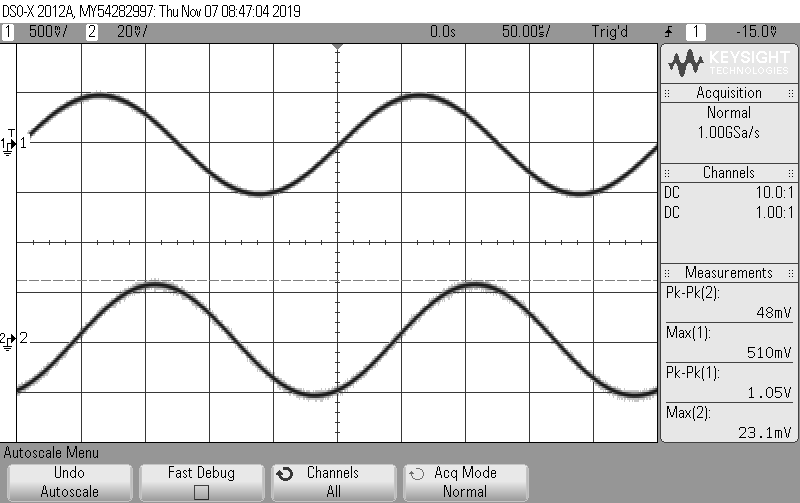 DSO-X 2012A, MY54282997: Thu Nov 07 08:47:04 2019
1 500mV/ 2 20mV/ 0.0s 50.00us/ Trig'd 1 -15.0mV
KEYSIGHT
TECHNOLOGIES
Acquisition
Normal
1.00GSa/s
Channels
DC 10.0:1
DC 1.00:1
Measurements
Pk-Pk(2):
48mV
Max(1):
510mV
Pk-Pk(1):
1.05V
Max(2):
23.1mV
T
1 1
2 2
Autoscale Menu
Undo
Autoscale
Fast Debug
Channels
All
Acq Mode
Normal